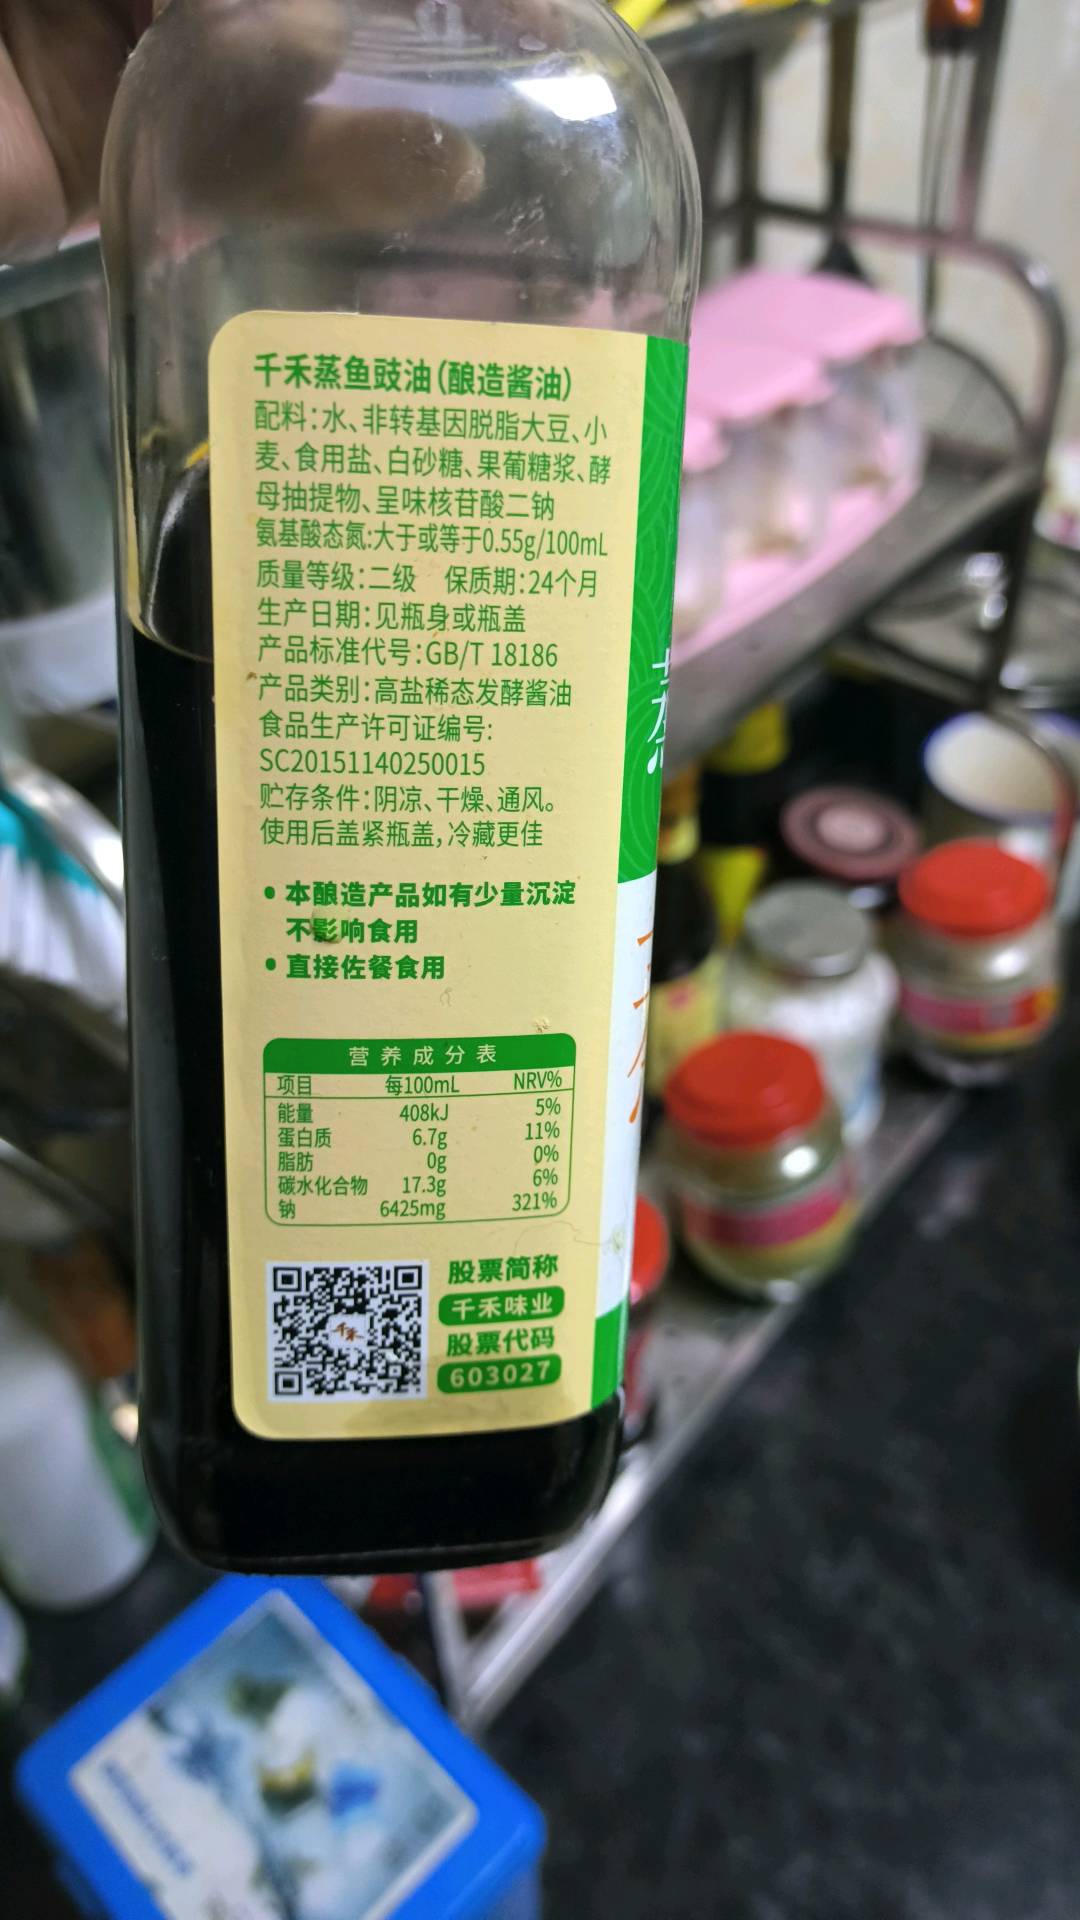 千禾蒸鱼豉油(酿造酱油)
配料:水、非转基因脱脂大豆、小
麦、食用盐、白砂糖、果葡糖浆、酵
母抽提物、呈味核苷酸二钠
氨基酸态氮:大于或等于0.55g/100mL
质量等级:二级 保质期:24个月
生产日期:见瓶身或瓶盖
产品标准代号:GB/T 18186
产品类别:高盐稀态发酵酱油
食品生产许可证编号:
SC20151140250015
贮存条件:阴凉、干燥、通风。
使用后盖紧瓶盖,冷藏更佳
• 本酿造产品如有少量沉淀
不影响食用
• 直接佐餐食用
营养成分表
项目 每100mL NRV%
能量 408kJ 5%
蛋白质 6.7g 11%
脂肪 0g 0%
碳水化合物 17.3g 6%
钠 6425mg 321%
千禾
股票简称
千禾味业
股票代码
603027
蒸